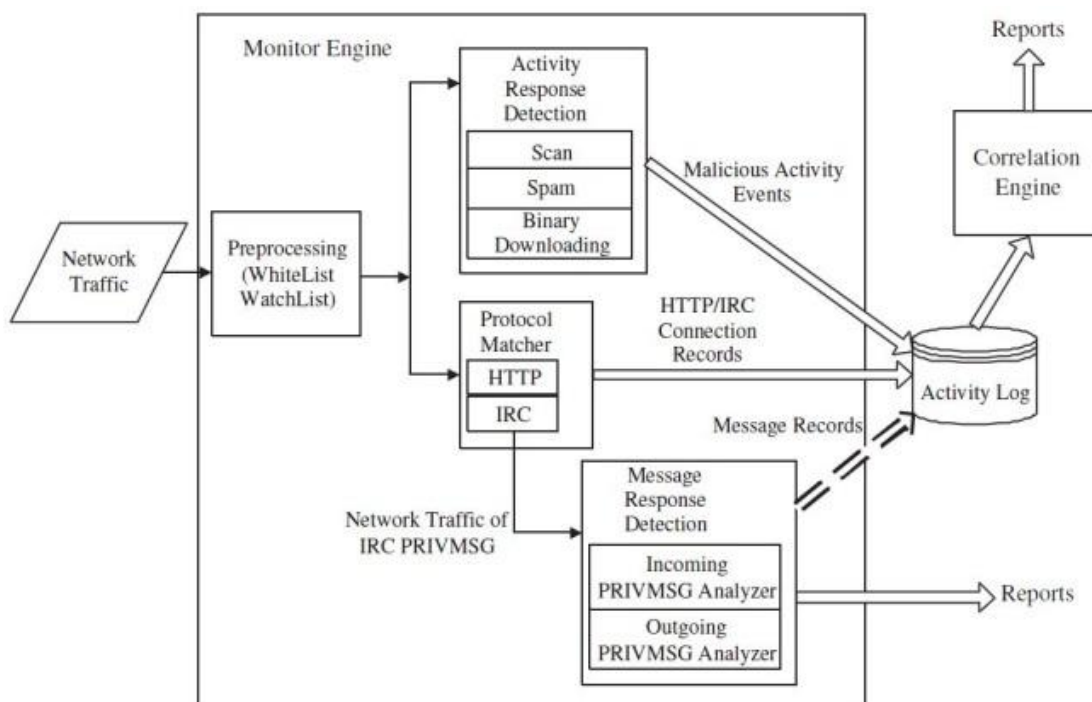 Monitor Engine
Reports
Activity
Response
Detection
Scan
Spam
Binary
Downloading
Malicious Activity
Events
Correlation
Engine
Network
Traffic
Preprocessing
(WhiteList
WatchList)
Protocol
Matcher
HTTP
IRC
HTTP/IRC
Connection
Records
Activity Log
Message Records
Network Traffic of
IRC PRIVMSG
Message
Response
Detection
Incoming
PRIVMSG Analyzer
Outgoing
PRIVMSG Analyzer
Reports